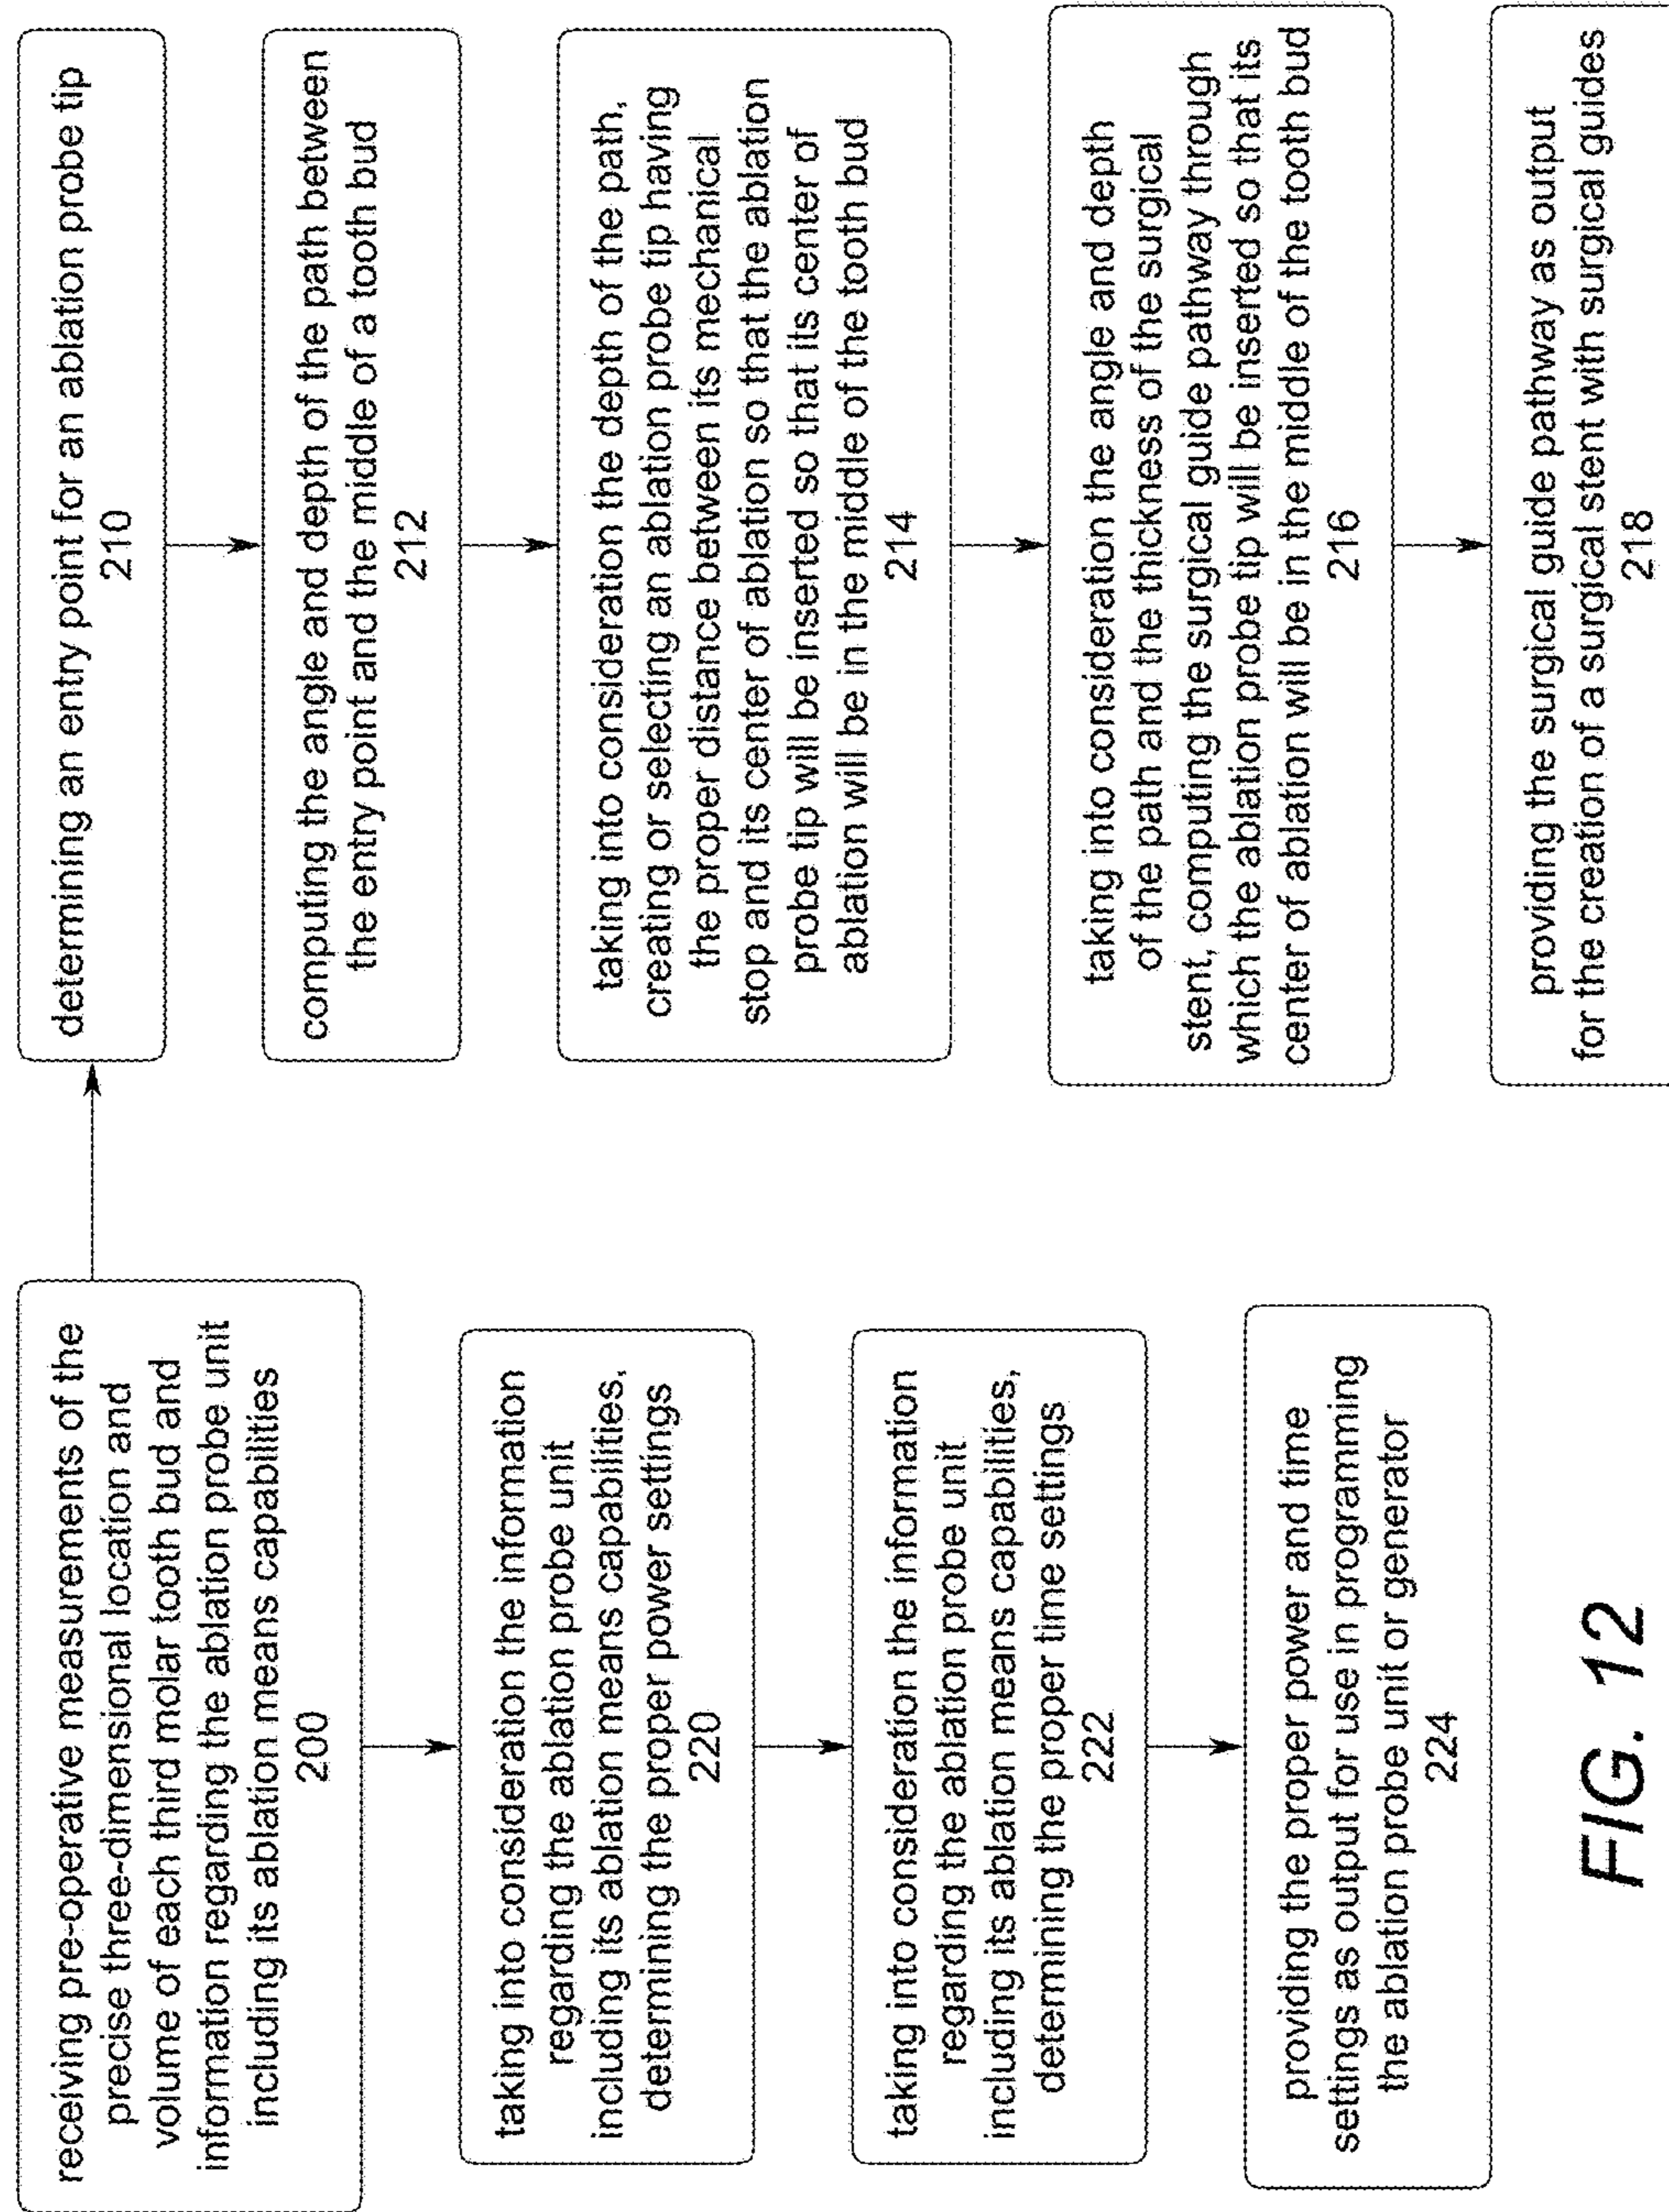 receiving pre-operative measurements of the
precise three-dimensional location and
volume of each third molar tooth bud and
information regarding the ablation probe unit
including its ablation means capabilities
200
taking into consideration the information
regarding the ablation probe unit
including its ablation means capabilities,
determining the proper power settings
220
taking into consideration the information
regarding the ablation probe unit
including its ablation means capabilities,
determining the proper time settings
222
providing the proper power and time
settings as output for use in programming
the ablation probe unit or generator
224
determining an entry point for an ablation probe tip
210
computing the angle and depth of the path between
the entry point and the middle of a tooth bud
212
taking into consideration the depth of the path,
creating or selecting an ablation probe tip having
the proper distance between its mechanical
stop and its center of ablation so that the ablation
probe tip will be inserted so that its center of
ablation will be in the middle of the tooth bud
214
taking into consideration the angle and depth
of the path and the thickness of the surgical
stent, computing the surgical guide pathway through
which the ablation probe tip will be inserted so that its
center of ablation will be in the middle of the tooth bud
216
providing the surgical guide pathway as output
for the creation of a surgical stent with surgical guides
218
FIG. 12